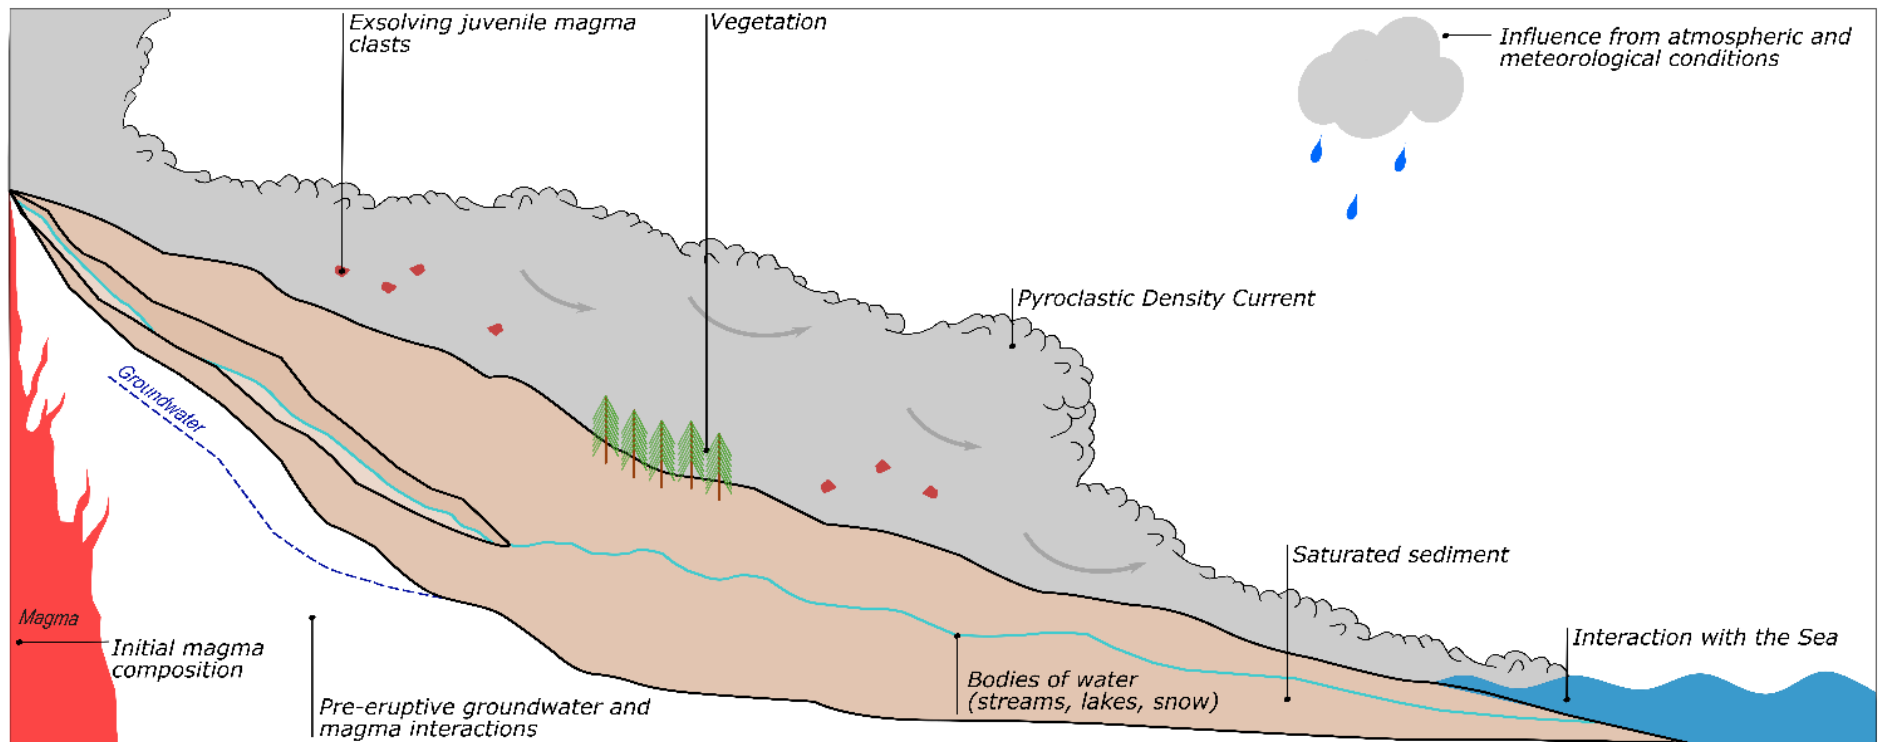 Exsolving juvenile magma
clasts
Vegetation
Influence from atmospheric and
meteorological conditions
Pyroclastic Density Current
Groundwater
Saturated sediment
Magma
Initial magma
composition
Interaction with the Sea
Bodies of water
(streams, lakes, snow)
Pre-eruptive groundwater and
magma interactions